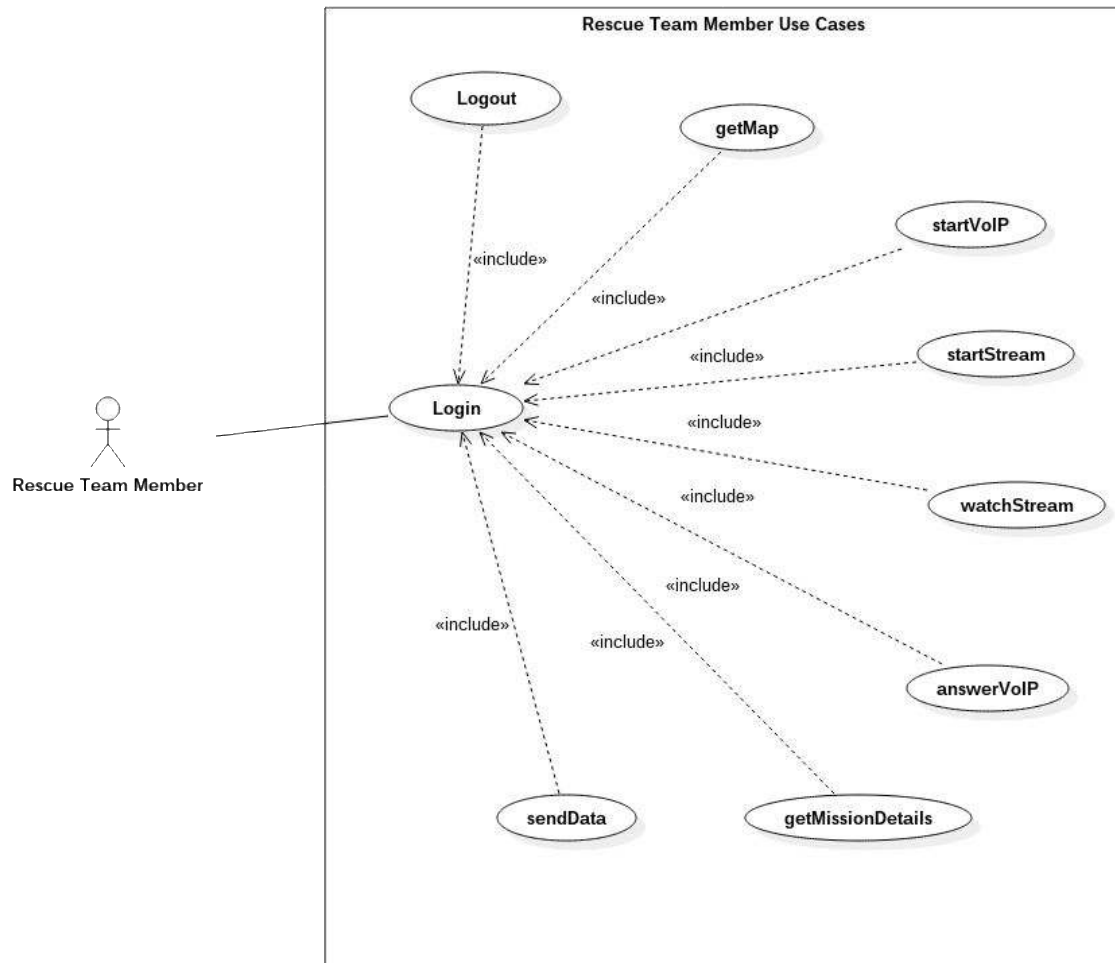 Rescue Team Member Use Cases
Logout
getMap
startVoIP
«include»
«include»
startStream
«include»
Login
«include»
Rescue Team Member
«include»
watchStream
«include»
«include»
«include»
answerVoIP
sendData
getMissionDetails